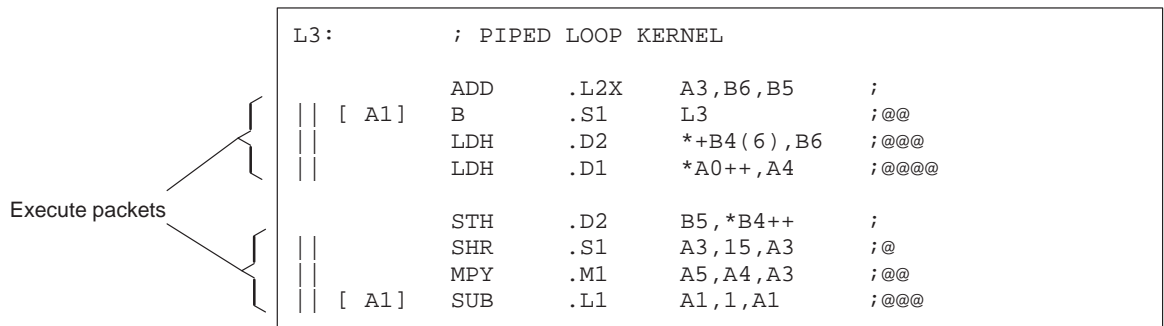 L3: ; PIPED LOOP KERNEL
ADD .L2X A3,B6,B5 ;
|| [ A1] B .S1 L3 ;@@
|| LDH .D2 *+B4(6),B6 ;@@@
|| LDH .D1 *A0++,A4 ;@@@@
Execute packets
STH .D2 B5,*B4++ ;
|| SHR .S1 A3,15,A3 ;@
|| MPY .M1 A5,A4,A3 ;@@
|| [ A1] SUB .L1 A1,1,A1 ;@@@